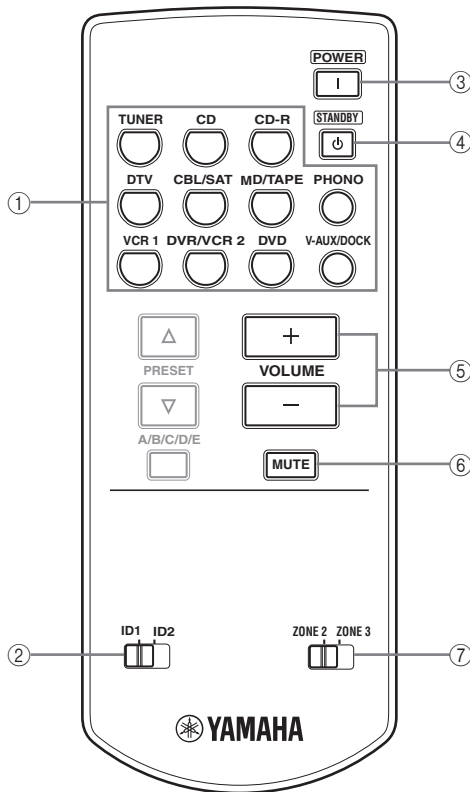 POWER
③
STANDBY
④
TUNER CD CD-R
①
DTV CBL/SAT MD/TAPE PHONO
VCR 1 DVR/VCR 2 DVD V-AUX/DOCK
+
PRESET VOLUME
⑤
−
A/B/C/D/E
MUTE
⑥
ID1 ID2
②
ZONE 2 ZONE 3
⑦
YAMAHA